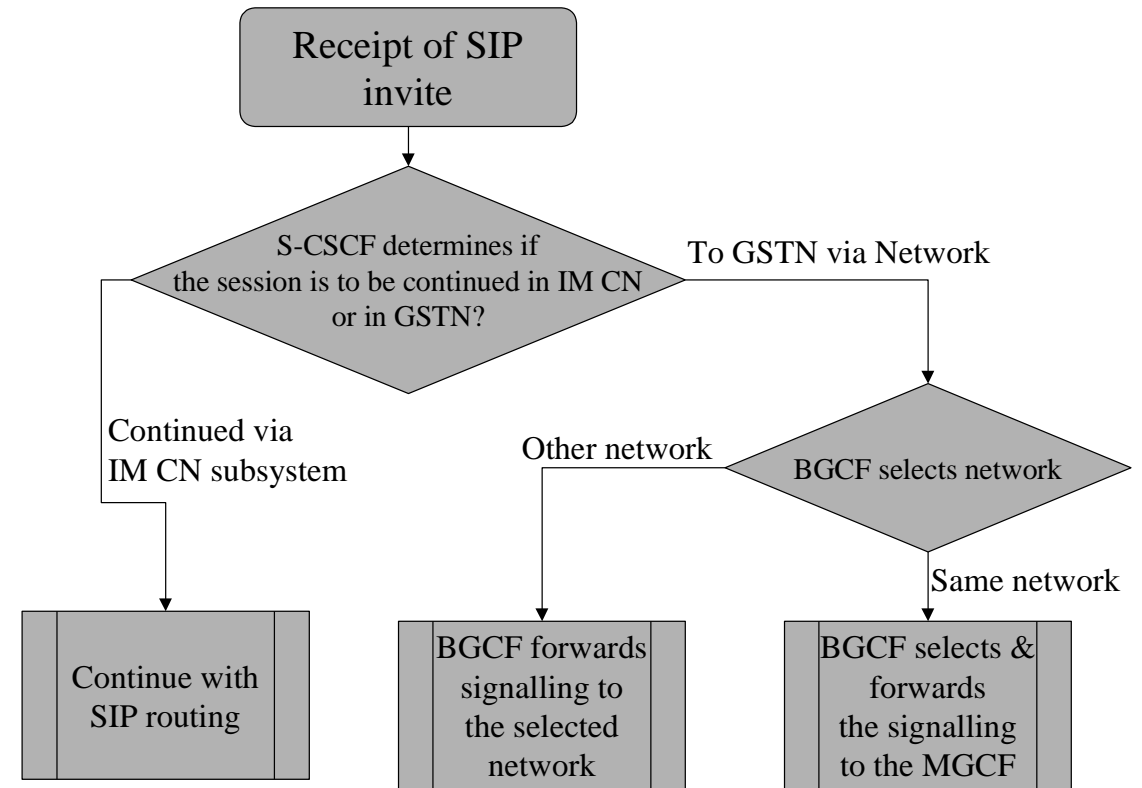 Receipt of SIP
invite
S-CSCF determines if
the session is to be continued in IM CN
or in GSTN?
To GSTN via Network
Continued via
IM CN subsystem
Other network
BGCF selects network
Same network
Continue with
SIP routing
BGCF forwards
signalling to
the selected
network
BGCF selects &
forwards
the signalling
to the MGCF